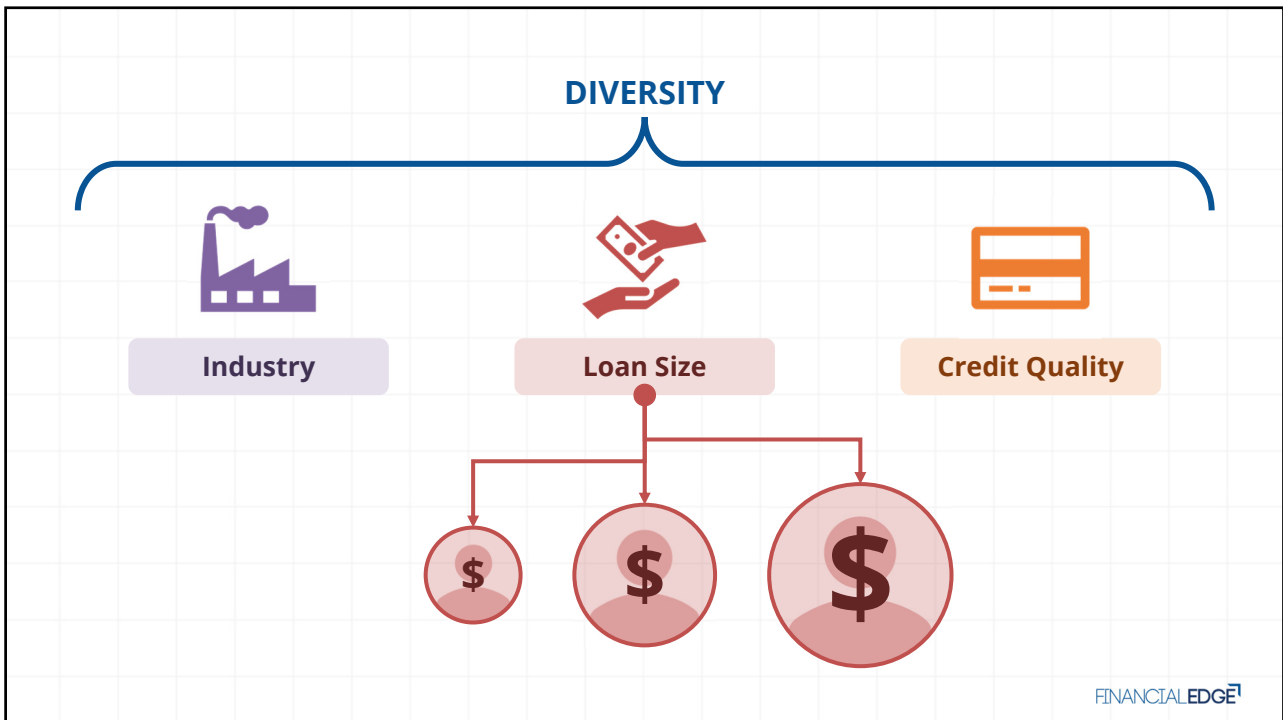 DIVERSITY
Industry
Loan Size
Credit Quality
$
$
$
FINANCIALEDGE